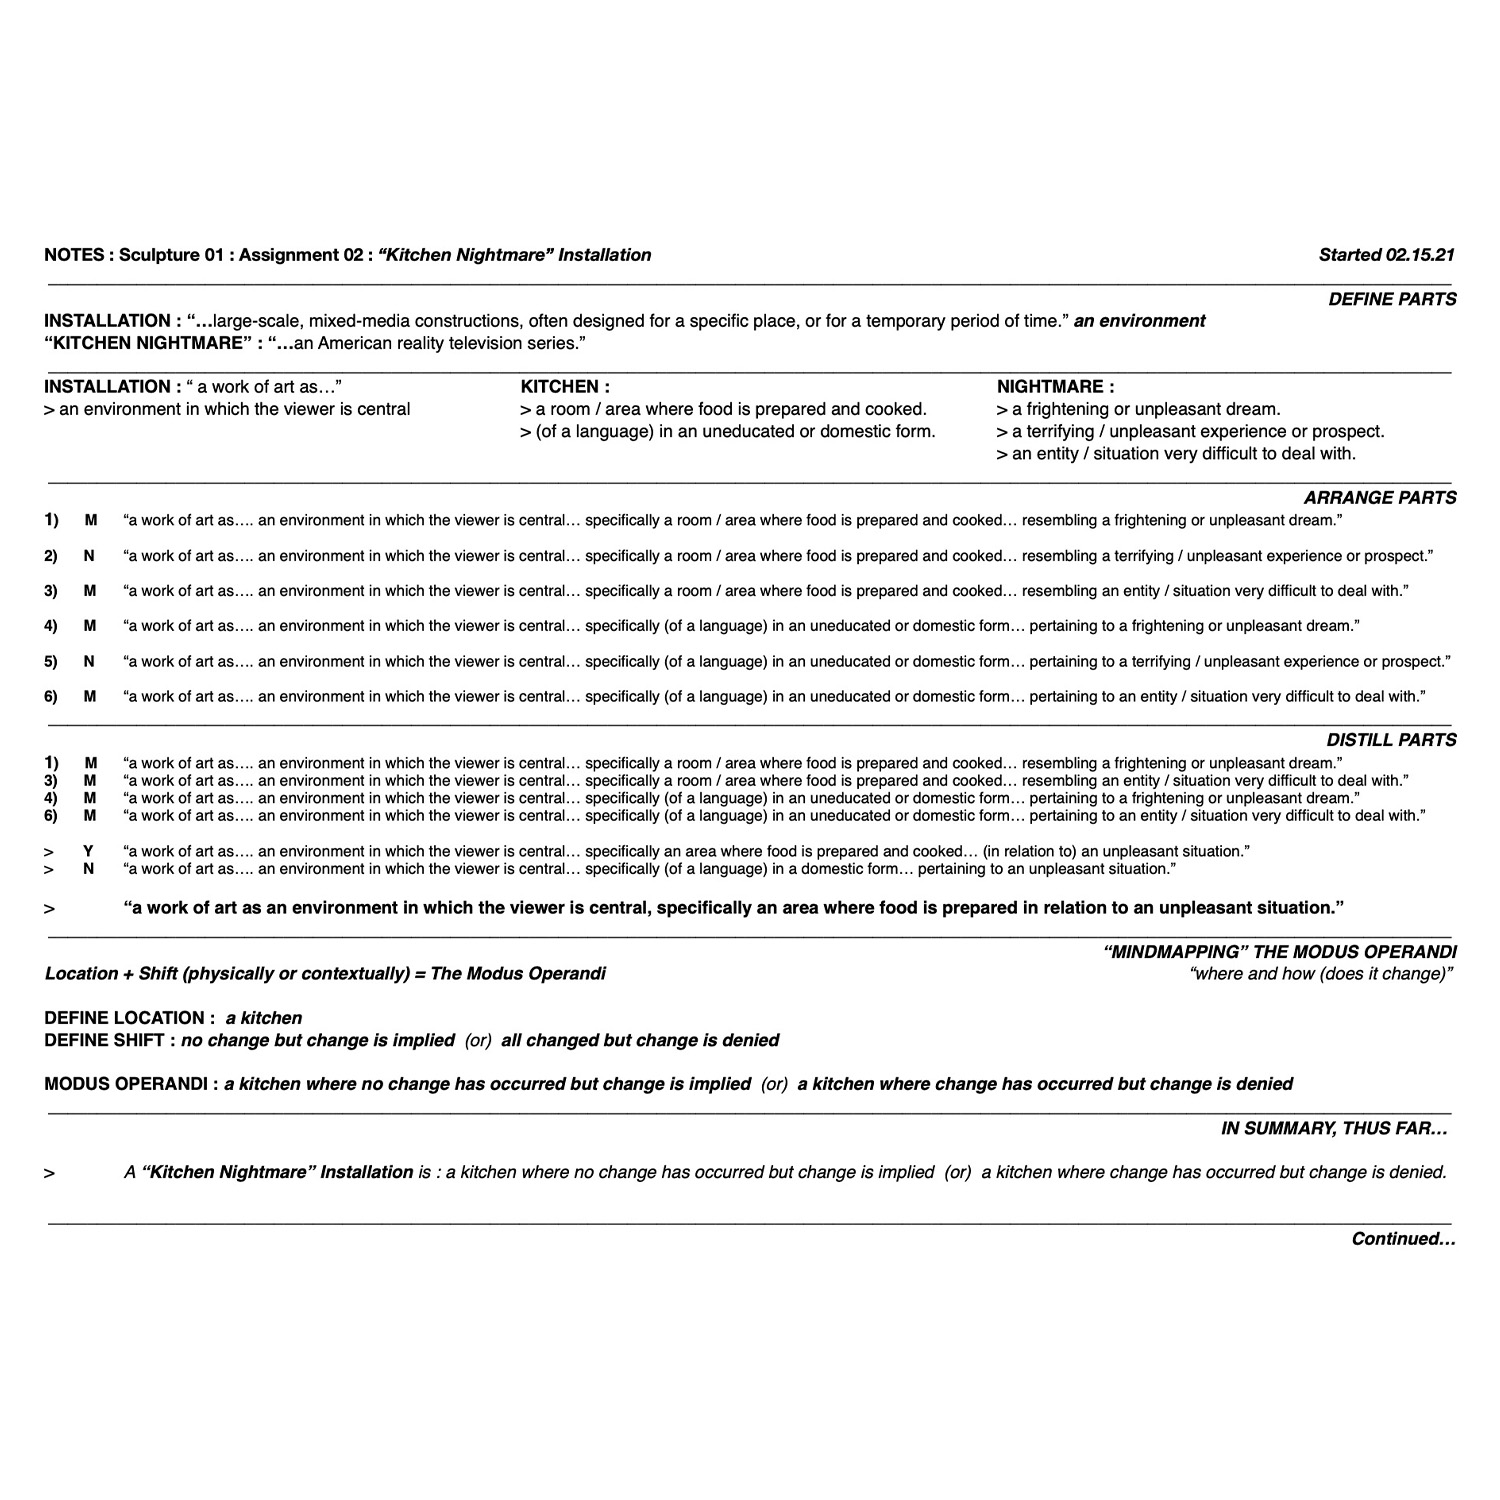 NOTES : Sculpture 01 : Assignment 02 : “Kitchen Nightmare” Installation Started 02.15.21
DEFINE PARTS
INSTALLATION : “…large-scale, mixed-media constructions, often designed for a specific place, or for a temporary period of time.” an environment
“KITCHEN NIGHTMARE” : “…an American reality television series.”
INSTALLATION : “ a work of art as…” KITCHEN : NIGHTMARE :
> an environment in which the viewer is central > a room / area where food is prepared and cooked. > a frightening or unpleasant dream.
> (of a language) in an uneducated or domestic form. > a terrifying / unpleasant experience or prospect.
> an entity / situation very difficult to deal with.
ARRANGE PARTS
1) M “a work of art as…. an environment in which the viewer is central… specifically a room / area where food is prepared and cooked… resembling a frightening or unpleasant dream.”
2) N “a work of art as…. an environment in which the viewer is central… specifically a room / area where food is prepared and cooked… resembling a terrifying / unpleasant experience or prospect.”
3) M “a work of art as…. an environment in which the viewer is central… specifically a room / area where food is prepared and cooked… resembling an entity / situation very difficult to deal with.”
4) M “a work of art as…. an environment in which the viewer is central… specifically (of a language) in an uneducated or domestic form… pertaining to a frightening or unpleasant dream.”
5) N “a work of art as…. an environment in which the viewer is central… specifically (of a language) in an uneducated or domestic form… pertaining to a terrifying / unpleasant experience or prospect.”
6) M “a work of art as…. an environment in which the viewer is central… specifically (of a language) in an uneducated or domestic form… pertaining to an entity / situation very difficult to deal with.”
DISTILL PARTS
1) M “a work of art as…. an environment in which the viewer is central… specifically a room / area where food is prepared and cooked… resembling a frightening or unpleasant dream.”
3) M “a work of art as…. an environment in which the viewer is central… specifically a room / area where food is prepared and cooked… resembling an entity / situation very difficult to deal with.”
4) M “a work of art as…. an environment in which the viewer is central… specifically (of a language) in an uneducated or domestic form… pertaining to a frightening or unpleasant dream.”
6) M “a work of art as…. an environment in which the viewer is central… specifically (of a language) in an uneducated or domestic form… pertaining to an entity / situation very difficult to deal with.”
> Y “a work of art as…. an environment in which the viewer is central… specifically an area where food is prepared and cooked… (in relation to) an unpleasant situation.”
> N “a work of art as…. an environment in which the viewer is central… specifically (of a language) in a domestic form… pertaining to an unpleasant situation.”
> “a work of art as an environment in which the viewer is central, specifically an area where food is prepared in relation to an unpleasant situation.”
“MINDMAPPING” THE MODUS OPERANDI
Location + Shift (physically or contextually) = The Modus Operandi “where and how (does it change)”
DEFINE LOCATION : a kitchen
DEFINE SHIFT : no change but change is implied (or) all changed but change is denied
MODUS OPERANDI : a kitchen where no change has occurred but change is implied (or) a kitchen where change has occurred but change is denied
IN SUMMARY, THUS FAR…
> A “Kitchen Nightmare” Installation is : a kitchen where no change has occurred but change is implied (or) a kitchen where change has occurred but change is denied.
Continued…